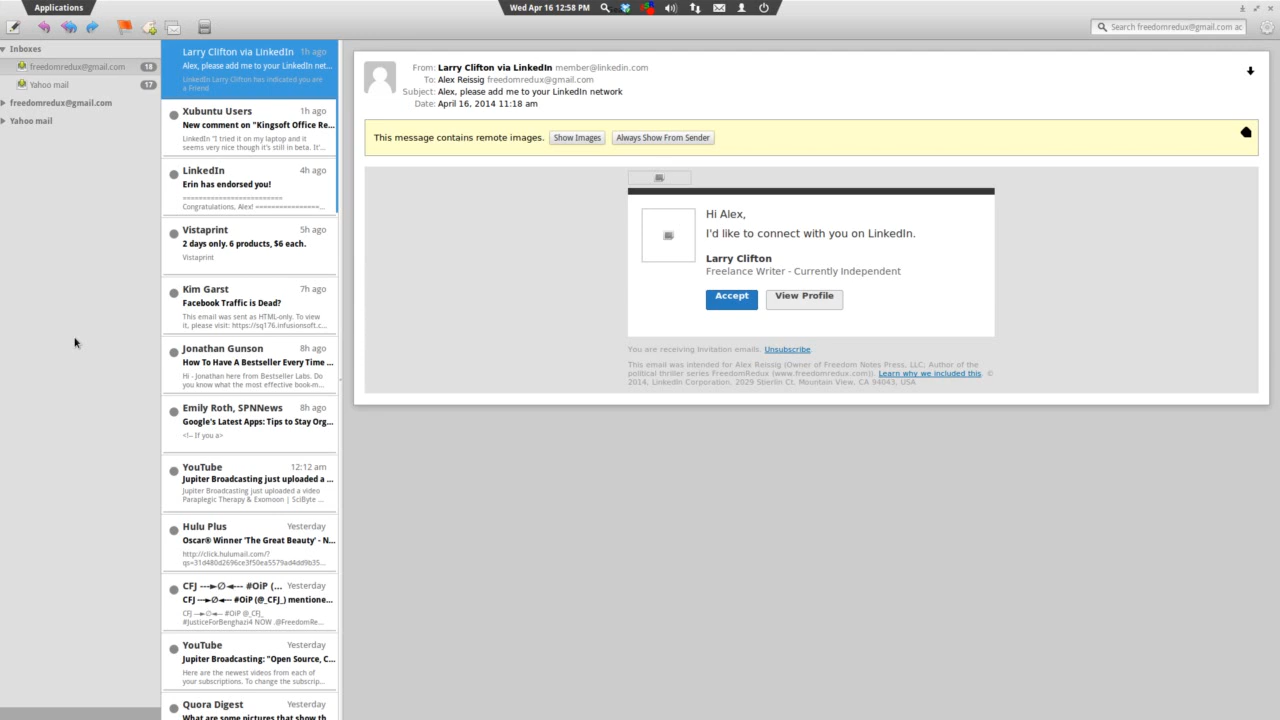 Applications
Wed Apr 16 12:58 PM
Search freedomredux@gmail.com ac
Inboxes
freedomredux@gmail.com 18
Yahoo mail 17
freedomredux@gmail.com
Yahoo mail
Larry Clifton via LinkedIn 1h ago
Alex, please add me to your LinkedIn net...
LinkedIn Larry Clifton has indicated you are
a Friend
Xubuntu Users 1h ago
New comment on "Kingsoft Office Re...
LinkedIn "I tried it on my laptop and it
seems very nice though it's still in beta. It'...
LinkedIn 4h ago
Erin has endorsed you!
=========================
Congratulations, Alex! ================...
Vistaprint 5h ago
2 days only. 6 products, $6 each.
Vistaprint
Kim Garst 7h ago
Facebook Traffic is Dead?
This email was sent as HTML-only. To view
it, please visit: https://sq176.infusionsoft.c...
Jonathan Gunson 8h ago
How To Have A Bestseller Every Time ...
Hi - Jonathan here from Bestseller Labs. Do
you know what the most effective book-m...
Emily Roth, SPNNews 8h ago
Google's Latest Apps: Tips to Stay Org...
<!-- If you a>
YouTube 12:12 am
Jupiter Broadcasting just uploaded a ...
Jupiter Broadcasting just uploaded a video
Paraplegic Therapy & Exomoon | SciByte ...
Hulu Plus Yesterday
Oscar® Winner 'The Great Beauty' - N...
http://click.hulumail.com/?
qs=31d480d2696ce3f50ea5579ad4dd9b35...
CFJ ---►∅◄--- #OiP (... Yesterday
CFJ ---►∅◄--- #OiP (@_CFJ_) mentione...
CFJ ---►∅◄--- #OiP @_CFJ_
#JusticeForBenghazi4 NOW .@FreedomRe...
YouTube Yesterday
Jupiter Broadcasting: "Open Source, C...
Here are the newest videos from each of
your subscriptions. To change the subscrip...
Quora Digest Yesterday
What are some pictures that show th...
From: Larry Clifton via LinkedIn member@linkedin.com
To: Alex Reissig freedomredux@gmail.com
Subject: Alex, please add me to your LinkedIn network
Date: April 16, 2014 11:18 am
This message contains remote images. Show Images Always Show From Sender
Hi Alex,
I'd like to connect with you on LinkedIn.
Larry Clifton
Freelance Writer - Currently Independent
Accept View Profile
You are receiving Invitation emails. Unsubscribe.
This email was intended for Alex Reissig (Owner of Freedom Notes Press, LLC; Author of the
political thriller series FreedomRedux (www.freedomredux.com)). Learn why we included this. ©
2014, LinkedIn Corporation. 2029 Stierlin Ct. Mountain View, CA 94043, USA